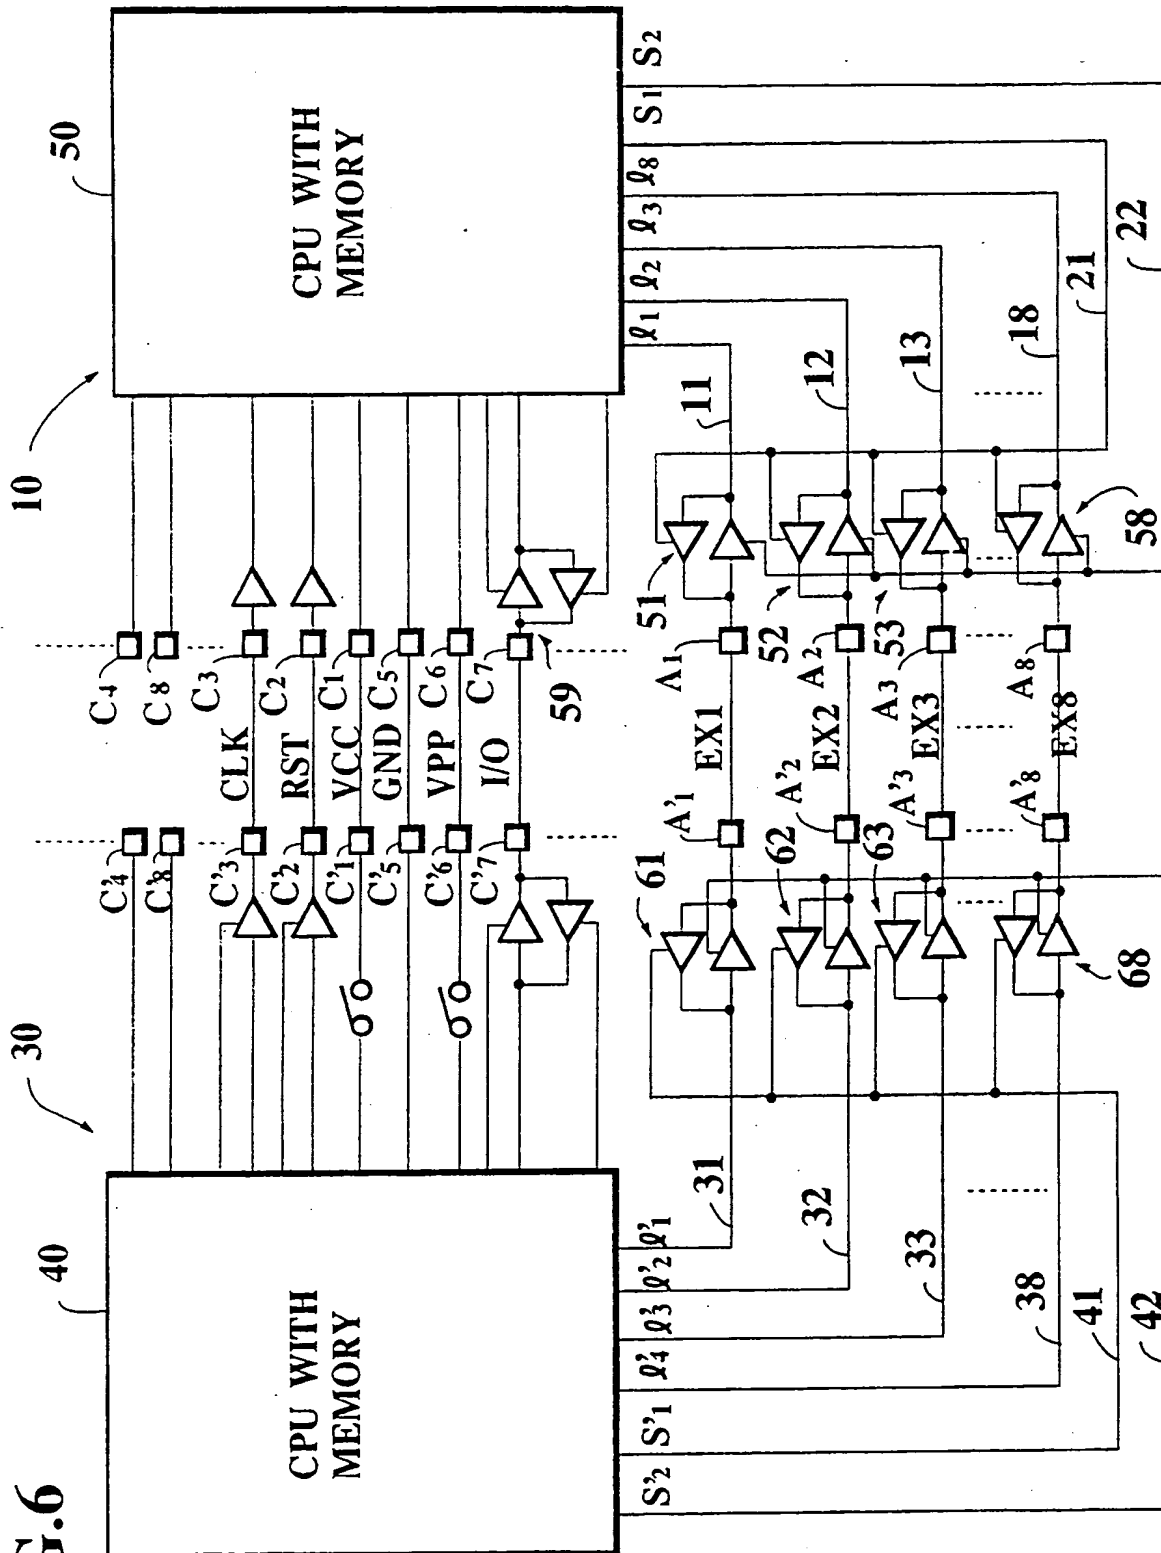 G.6
30
10
40
50
CPU WITH
MEMORY
CPU WITH
MEMORY
C'4
C4
C'8
C8
C'3
CLK
C3
C'2
RST
C2
C'1
VCC
C1
C'5
GND
C5
C'6
VPP
C6
C'7
I/O
C7
59
S'2
S'1
ℓ'4
ℓ'3
ℓ'2
ℓ'1
ℓ1
ℓ2
ℓ3
ℓ8
S1
S2
31
61
A'1
EX1
A1
51
11
32
62
A'2
EX2
A2
52
12
33
63
A'3
EX3
A3
53
13
38
68
A'8
EX8
A8
58
18
41
21
42
22